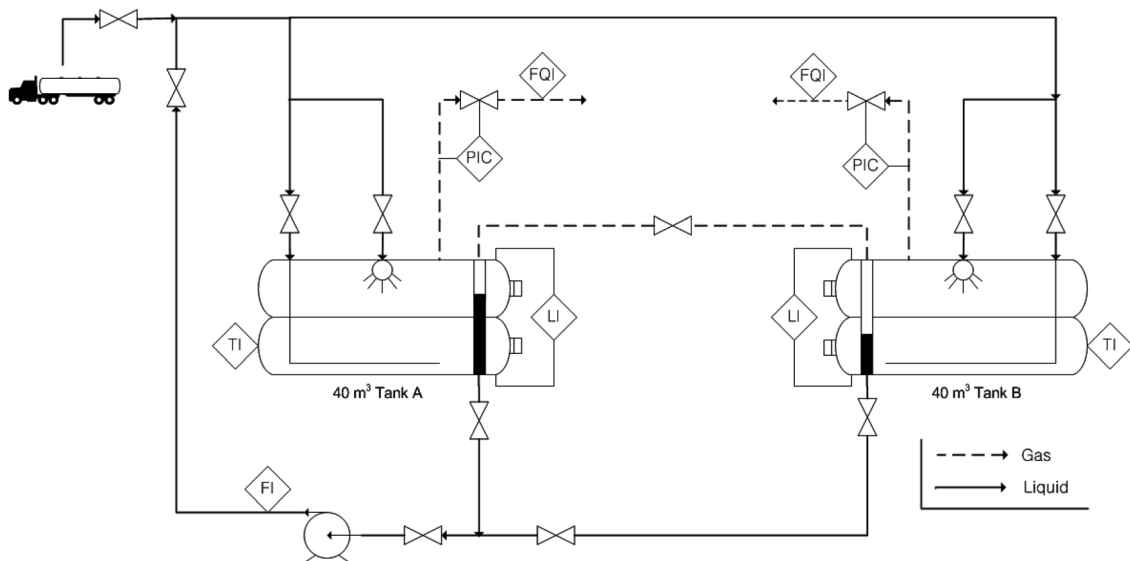 FQI
FQI
PIC
PIC
LI
LI
TI
TI
40 m³ Tank A
40 m³ Tank B
Gas
Liquid
FI